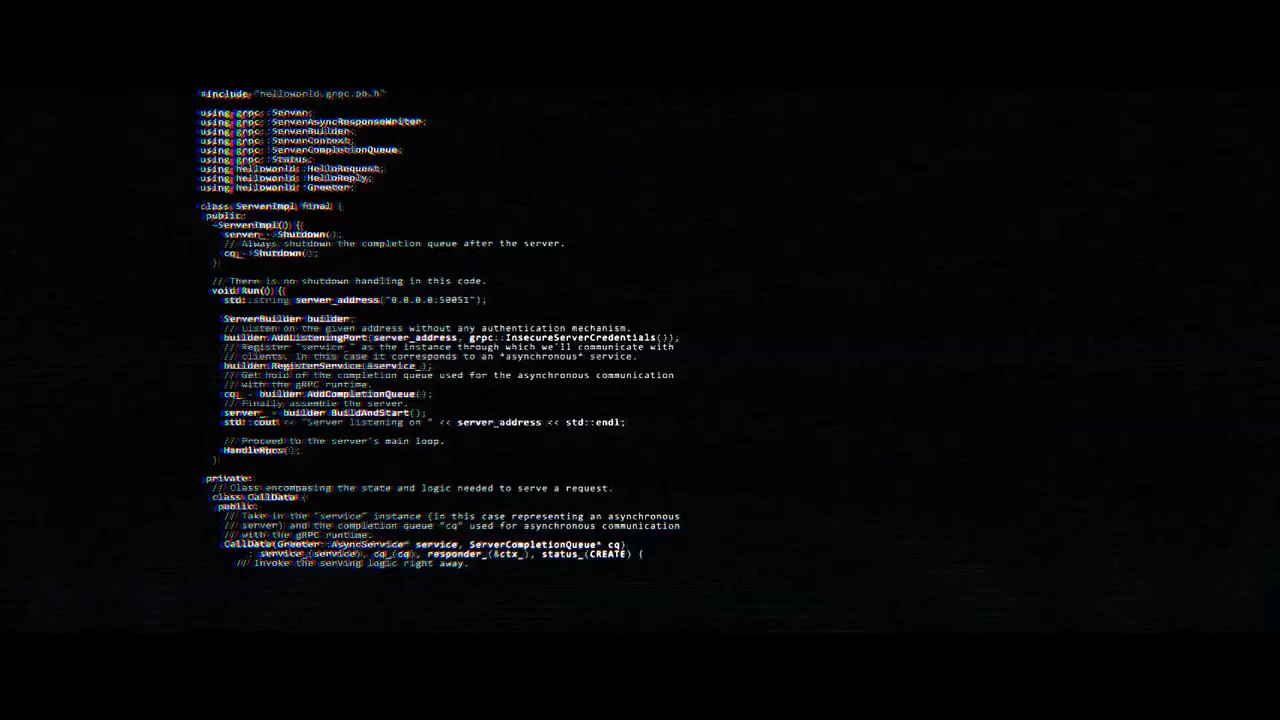 #include "helloworld.grpc.pb.h"
using grpc::Server;
using grpc::ServerAsyncResponseWriter;
using grpc::ServerBuilder;
using grpc::ServerContext;
using grpc::ServerCompletionQueue;
using grpc::Status;
using helloworld::HelloRequest;
using helloworld::HelloReply;
using helloworld::Greeter;
class ServerImpl final {
public:
~ServerImpl() {
server_->Shutdown();
// Always shutdown the completion queue after the server.
cq_->Shutdown();
}
// There is no shutdown handling in this code.
void Run() {
std::string server_address("0.0.0.0:50051");
ServerBuilder builder;
// Listen on the given address without any authentication mechanism.
builder.AddListeningPort(server_address, grpc::InsecureServerCredentials());
// Register "service_" as the instance through which we'll communicate with
// clients. In this case it corresponds to an *asynchronous* service.
builder.RegisterService(&service_);
// Get hold of the completion queue used for the asynchronous communication
// with the gRPC runtime.
cq_ = builder.AddCompletionQueue();
// Finally assemble the server.
server_ = builder.BuildAndStart();
std::cout << "Server listening on " << server_address << std::endl;
// Proceed to the server's main loop.
HandleRpcs();
}
private:
// Class encompasing the state and logic needed to serve a request.
class CallData {
public:
// Take in the "service" instance (in this case representing an asynchronous
// server) and the completion queue "cq" used for asynchronous communication
// with the gRPC runtime.
CallData(Greeter::AsyncService* service, ServerCompletionQueue* cq)
: service_(service), cq_(cq), responder_(&ctx_), status_(CREATE) {
// Invoke the serving logic right away.